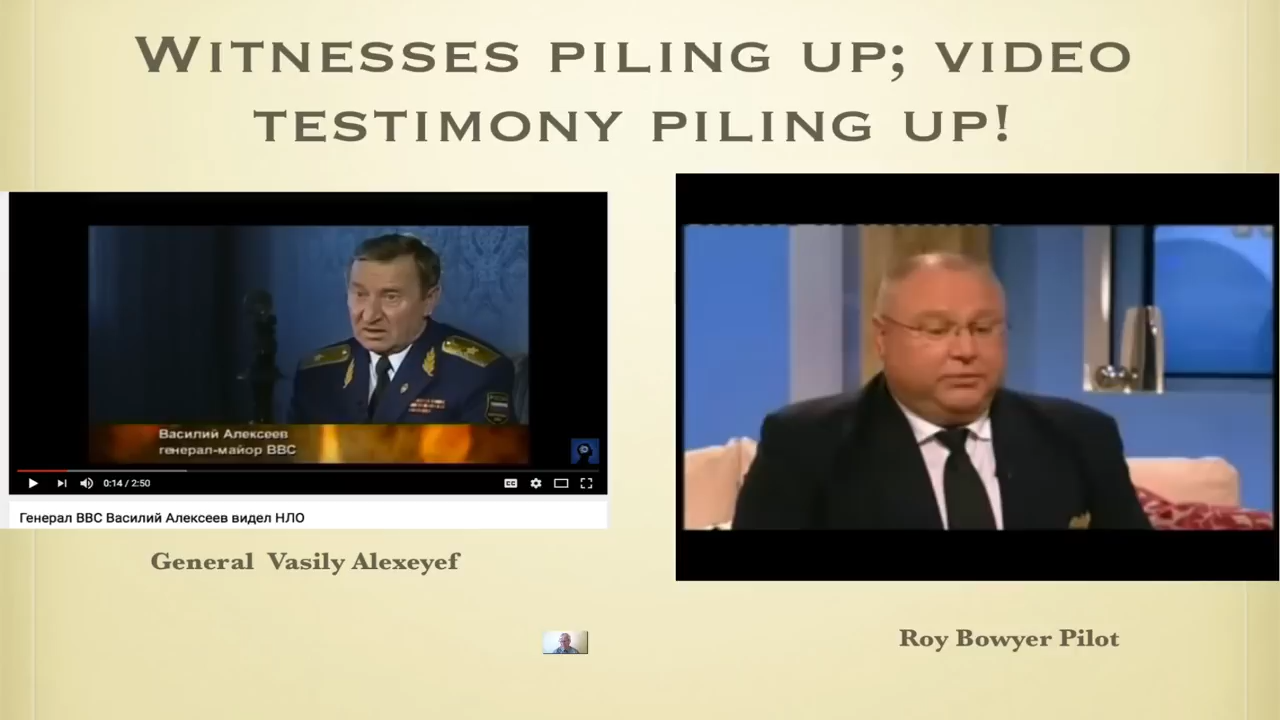 WITNESSES PILING UP; VIDEO
TESTIMONY PILING UP!
Василий Алексеев
генерал-майор ВВС
0:14 / 2:50
CC
Генерал ВВС Василий Алексеев видел НЛО
General Vasily Alexeyef
Roy Bowyer Pilot